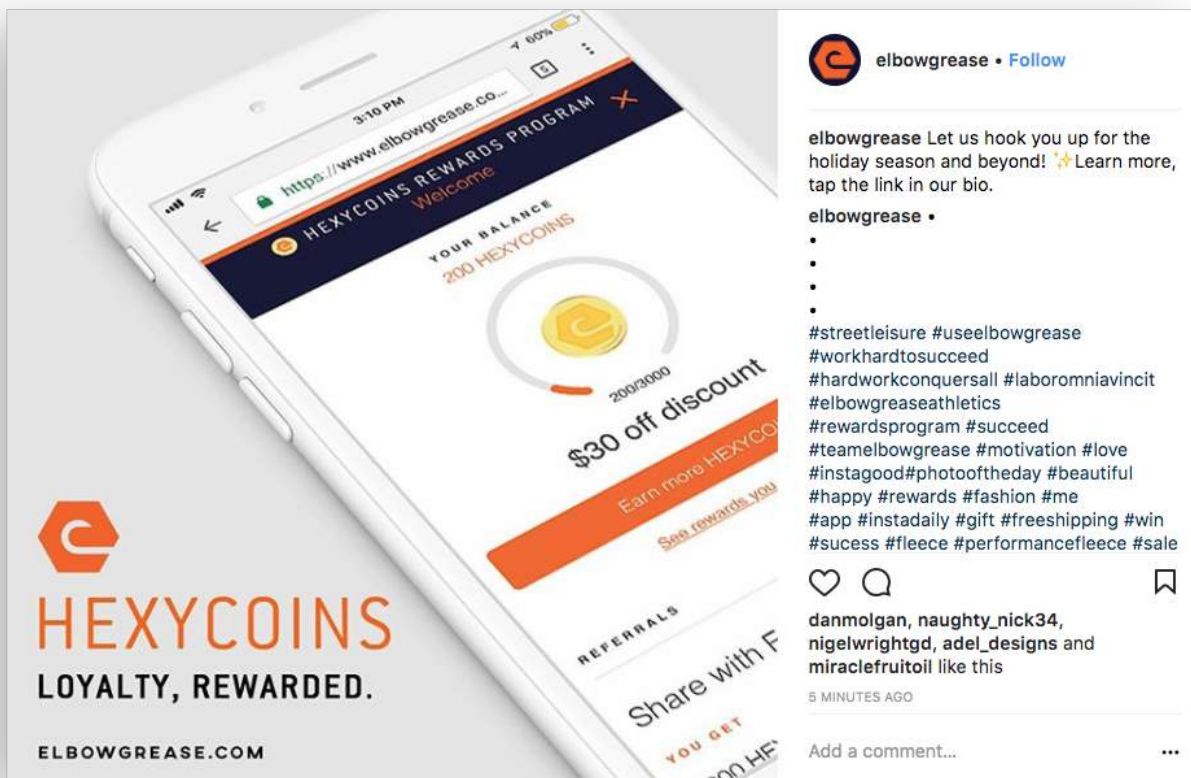 3:10 PM
60%
5
https://www.elbowgrease.co...
HEXYCOINS REWARDS PROGRAM
Welcome
YOUR BALANCE
200 HEXYCOINS
200/3000
$30 off discount
Earn more HEXYCO
See rewards you
REFERRALS
Share with F
YOU GET
HEXYCOINS
LOYALTY, REWARDED.
ELBOWGREASE.COM
elbowgrease • Follow
elbowgrease Let us hook you up for the
holiday season and beyond! ✨Learn more,
tap the link in our bio.
elbowgrease •
•
•
•
•
#streetleisure #useelbowgrease
#workhardtosucceed
#hardworkconquersall #laboromniavincit
#elbowgreaseathletics
#rewardsprogram #succeed
#teamelbowgrease #motivation #love
#instagood#photooftheday #beautiful
#happy #rewards #fashion #me
#app #instadaily #gift #freeshipping #win
#sucess #fleece #performancefleece #sale
danmolgan, naughty_nick34,
nigelwrightgd, adel_designs and
miraclefruitoil like this
5 MINUTES AGO
Add a comment...